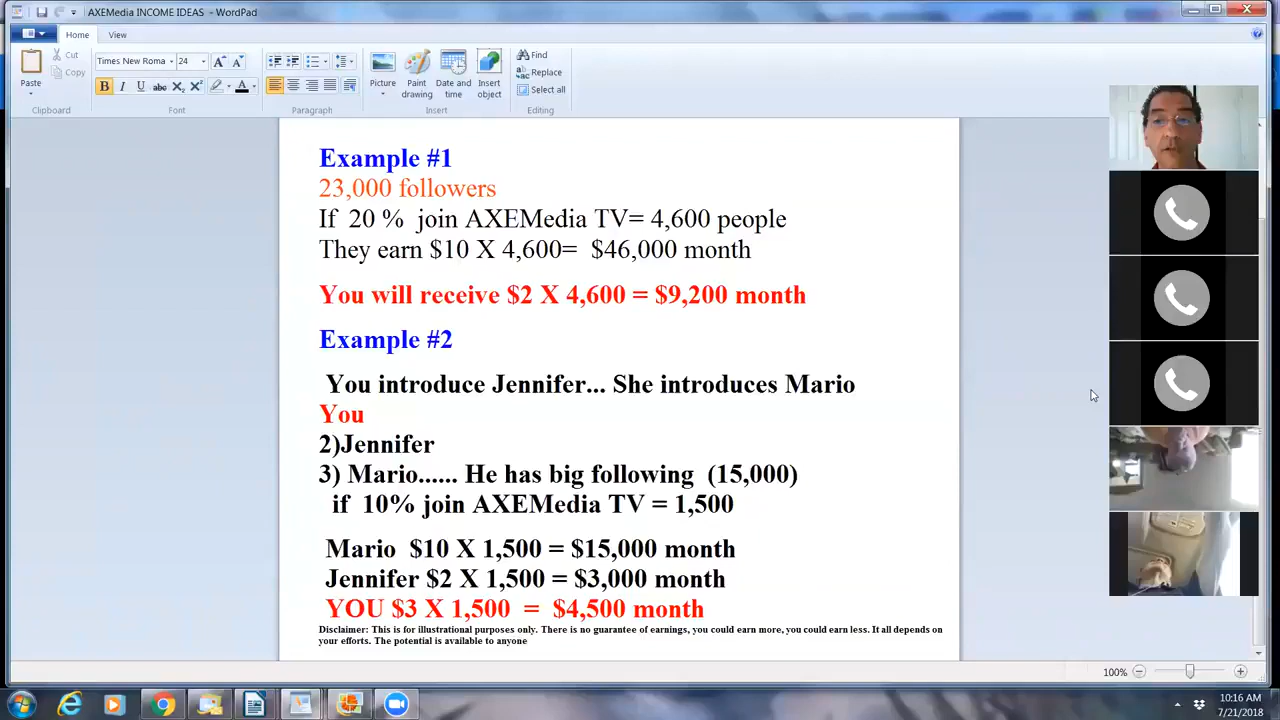 AXEMedia INCOME IDEAS - WordPad
Home View
Cut
Copy
Paste
Clipboard
Times New Roma 24
Font
Paragraph
Picture
Paint drawing
Date and time
Insert object
Insert
Find
Replace
Select all
Editing
Example #1
23,000 followers
If 20 % join AXEMedia TV= 4,600 people
They earn $10 X 4,600= $46,000 month
You will receive $2 X 4,600 = $9,200 month
Example #2
You introduce Jennifer... She introduces Mario
You
2)Jennifer
3) Mario...... He has big following (15,000)
if 10% join AXEMedia TV = 1,500
Mario $10 X 1,500 = $15,000 month
Jennifer $2 X 1,500 = $3,000 month
YOU $3 X 1,500 = $4,500 month
Disclaimer: This is for illustrational purposes only. There is no guarantee of earnings, you could earn more, you could earn less. It all depends on
your efforts. The potential is available to anyone
100%
10:16 AM
7/21/2018